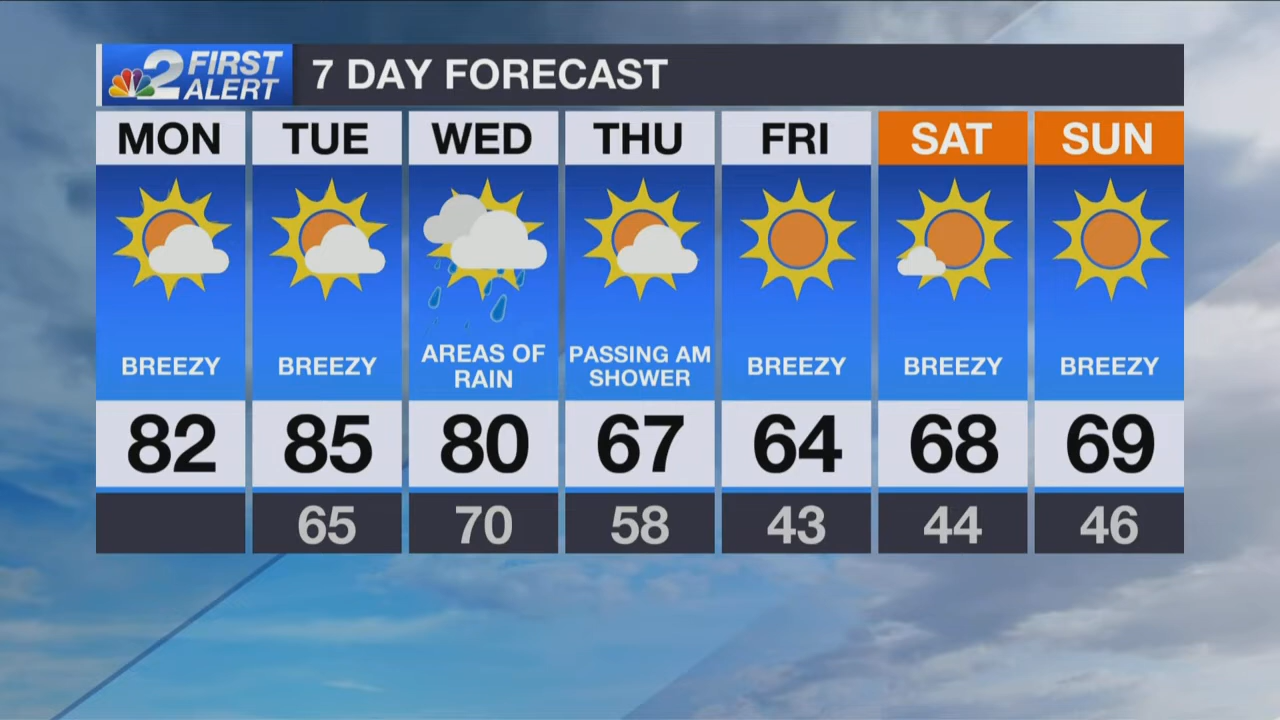 2 FIRST ALERT
7 DAY FORECAST
MON TUE WED THU FRI SAT SUN
BREEZY BREEZY AREAS OF RAIN PASSING AM SHOWER BREEZY BREEZY BREEZY
82 85 80 67 64 68 69
65 70 58 43 44 46